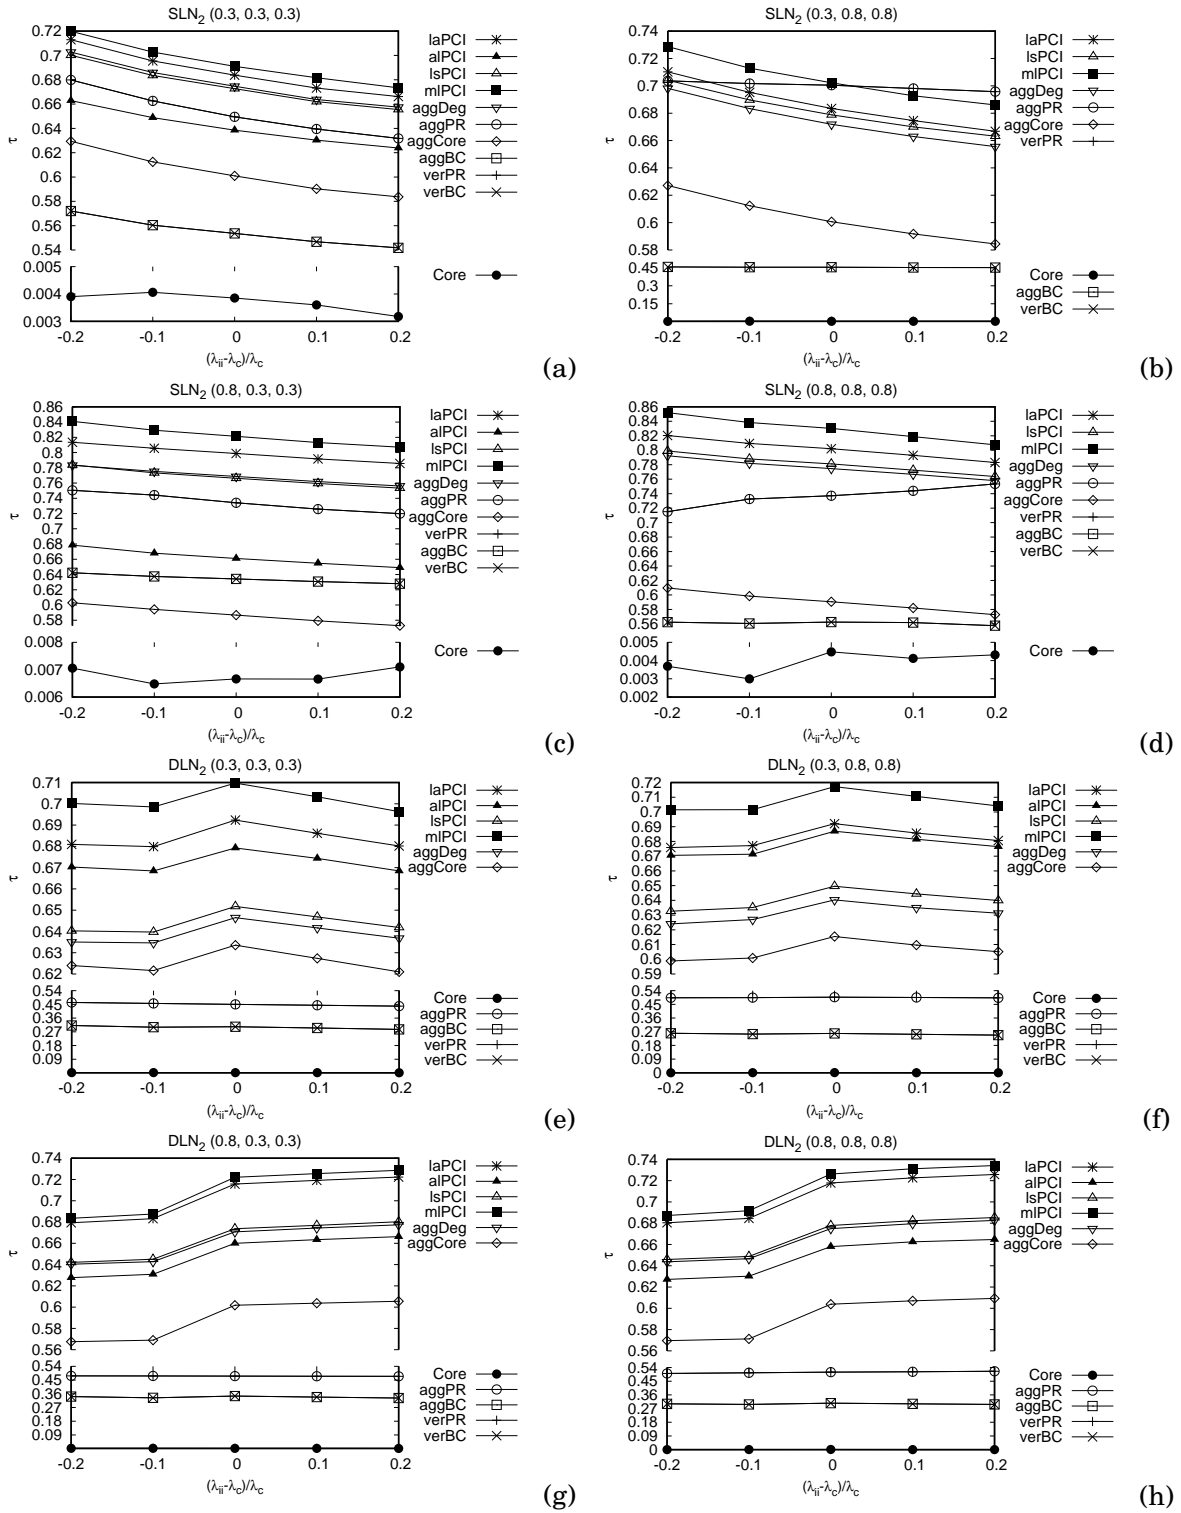 SLN2 (0.3, 0.3, 0.3)
0.72
0.7
0.68
0.66
0.64
0.62
0.6
0.58
0.56
0.54
0.005
0.004
0.003
τ
-0.2 -0.1 0 0.1 0.2
(λii-λc)/λc
laPCI
alPCI
lsPCI
mlPCI
aggDeg
aggPR
aggCore
aggBC
verPR
verBC
Core
(a)
SLN2 (0.3, 0.8, 0.8)
0.74
0.72
0.7
0.68
0.66
0.64
0.62
0.6
0.58
0.45
0.3
0.15
τ
-0.2 -0.1 0 0.1 0.2
(λii-λc)/λc
laPCI
lsPCI
mlPCI
aggDeg
aggPR
aggCore
verPR
Core
aggBC
verBC
(b)
SLN2 (0.8, 0.3, 0.3)
0.86
0.84
0.82
0.8
0.78
0.76
0.74
0.72
0.7
0.68
0.66
0.64
0.62
0.6
0.58
0.008
0.007
0.006
τ
-0.2 -0.1 0 0.1 0.2
(λii-λc)/λc
laPCI
alPCI
lsPCI
mlPCI
aggDeg
aggPR
aggCore
verPR
aggBC
verBC
Core
(c)
SLN2 (0.8, 0.8, 0.8)
0.86
0.84
0.82
0.8
0.78
0.76
0.74
0.72
0.7
0.68
0.66
0.64
0.62
0.6
0.58
0.56
0.005
0.004
0.003
0.002
τ
-0.2 -0.1 0 0.1 0.2
(λii-λc)/λc
laPCI
lsPCI
mlPCI
aggDeg
aggPR
aggCore
verPR
aggBC
verBC
Core
(d)
DLN2 (0.3, 0.3, 0.3)
0.71
0.7
0.69
0.68
0.67
0.66
0.65
0.64
0.63
0.62
0.54
0.45
0.36
0.27
0.18
0.09
τ
-0.2 -0.1 0 0.1 0.2
(λii-λc)/λc
laPCI
alPCI
lsPCI
mlPCI
aggDeg
aggCore
Core
aggPR
aggBC
verPR
verBC
(e)
DLN2 (0.3, 0.8, 0.8)
0.72
0.71
0.7
0.69
0.68
0.67
0.66
0.65
0.64
0.63
0.62
0.61
0.6
0.59
0.54
0.45
0.36
0.27
0.18
0.09
0
τ
-0.2 -0.1 0 0.1 0.2
(λii-λc)/λc
laPCI
alPCI
lsPCI
mlPCI
aggDeg
aggCore
Core
aggPR
aggBC
verPR
verBC
(f)
DLN2 (0.8, 0.3, 0.3)
0.74
0.72
0.7
0.68
0.66
0.64
0.62
0.6
0.58
0.56
0.54
0.45
0.36
0.27
0.18
0.09
τ
-0.2 -0.1 0 0.1 0.2
(λii-λc)/λc
laPCI
alPCI
lsPCI
mlPCI
aggDeg
aggCore
Core
aggPR
aggBC
verPR
verBC
(g)
DLN2 (0.8, 0.8, 0.8)
0.74
0.72
0.7
0.68
0.66
0.64
0.62
0.6
0.58
0.56
0.54
0.45
0.36
0.27
0.18
0.09
0
τ
-0.2 -0.1 0 0.1 0.2
(λii-λc)/λc
laPCI
alPCI
lsPCI
mlPCI
aggDeg
aggCore
Core
aggPR
aggBC
verPR
verBC
(h)